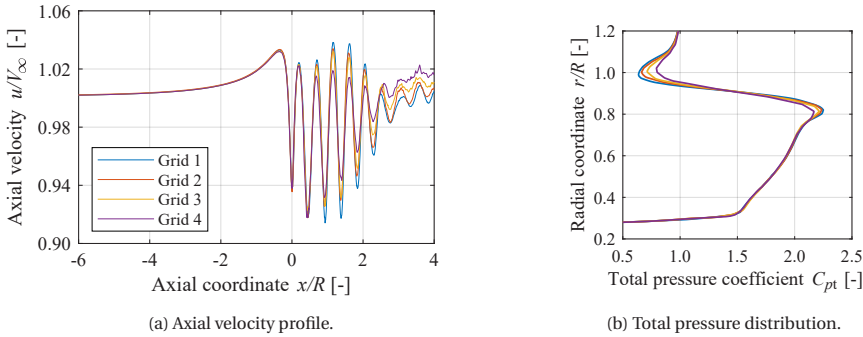 1.06
1.02
0.98
0.94
0.90
Axial velocity u/V∞ [-]
Grid 1
Grid 2
Grid 3
Grid 4
-6 -4 -2 0 2 4
Axial coordinate x/R [-]
(a) Axial velocity profile.
1.2
1.0
0.8
0.6
0.4
0.2
Radial coordinate r/R [-]
0.5 1.0 1.5 2.0 2.5
Total pressure coefficient Cpt [-]
(b) Total pressure distribution.